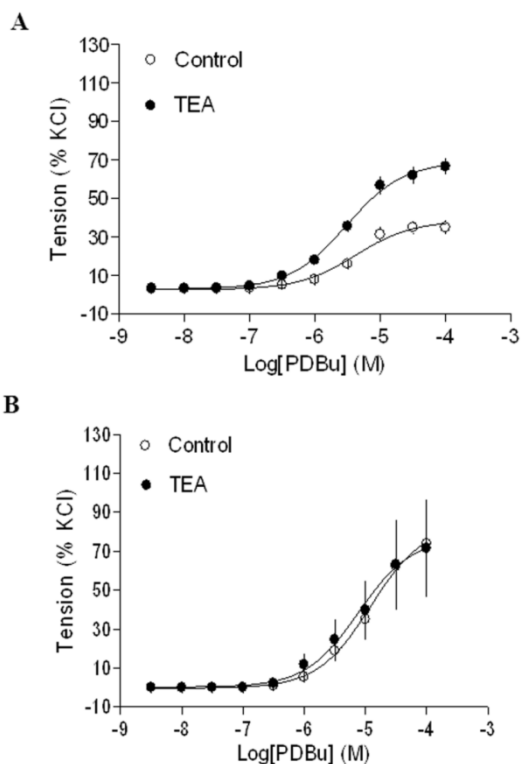 A
130
110
90
70
50
30
10
-10
Tension (% KCl)
Control
TEA
-9 -8 -7 -6 -5 -4 -3
Log[PDBu] (M)
B
130
110
90
70
50
30
10
-10
Tension (% KCl)
Control
TEA
-9 -8 -7 -6 -5 -4 -3
Log[PDBu] (M)